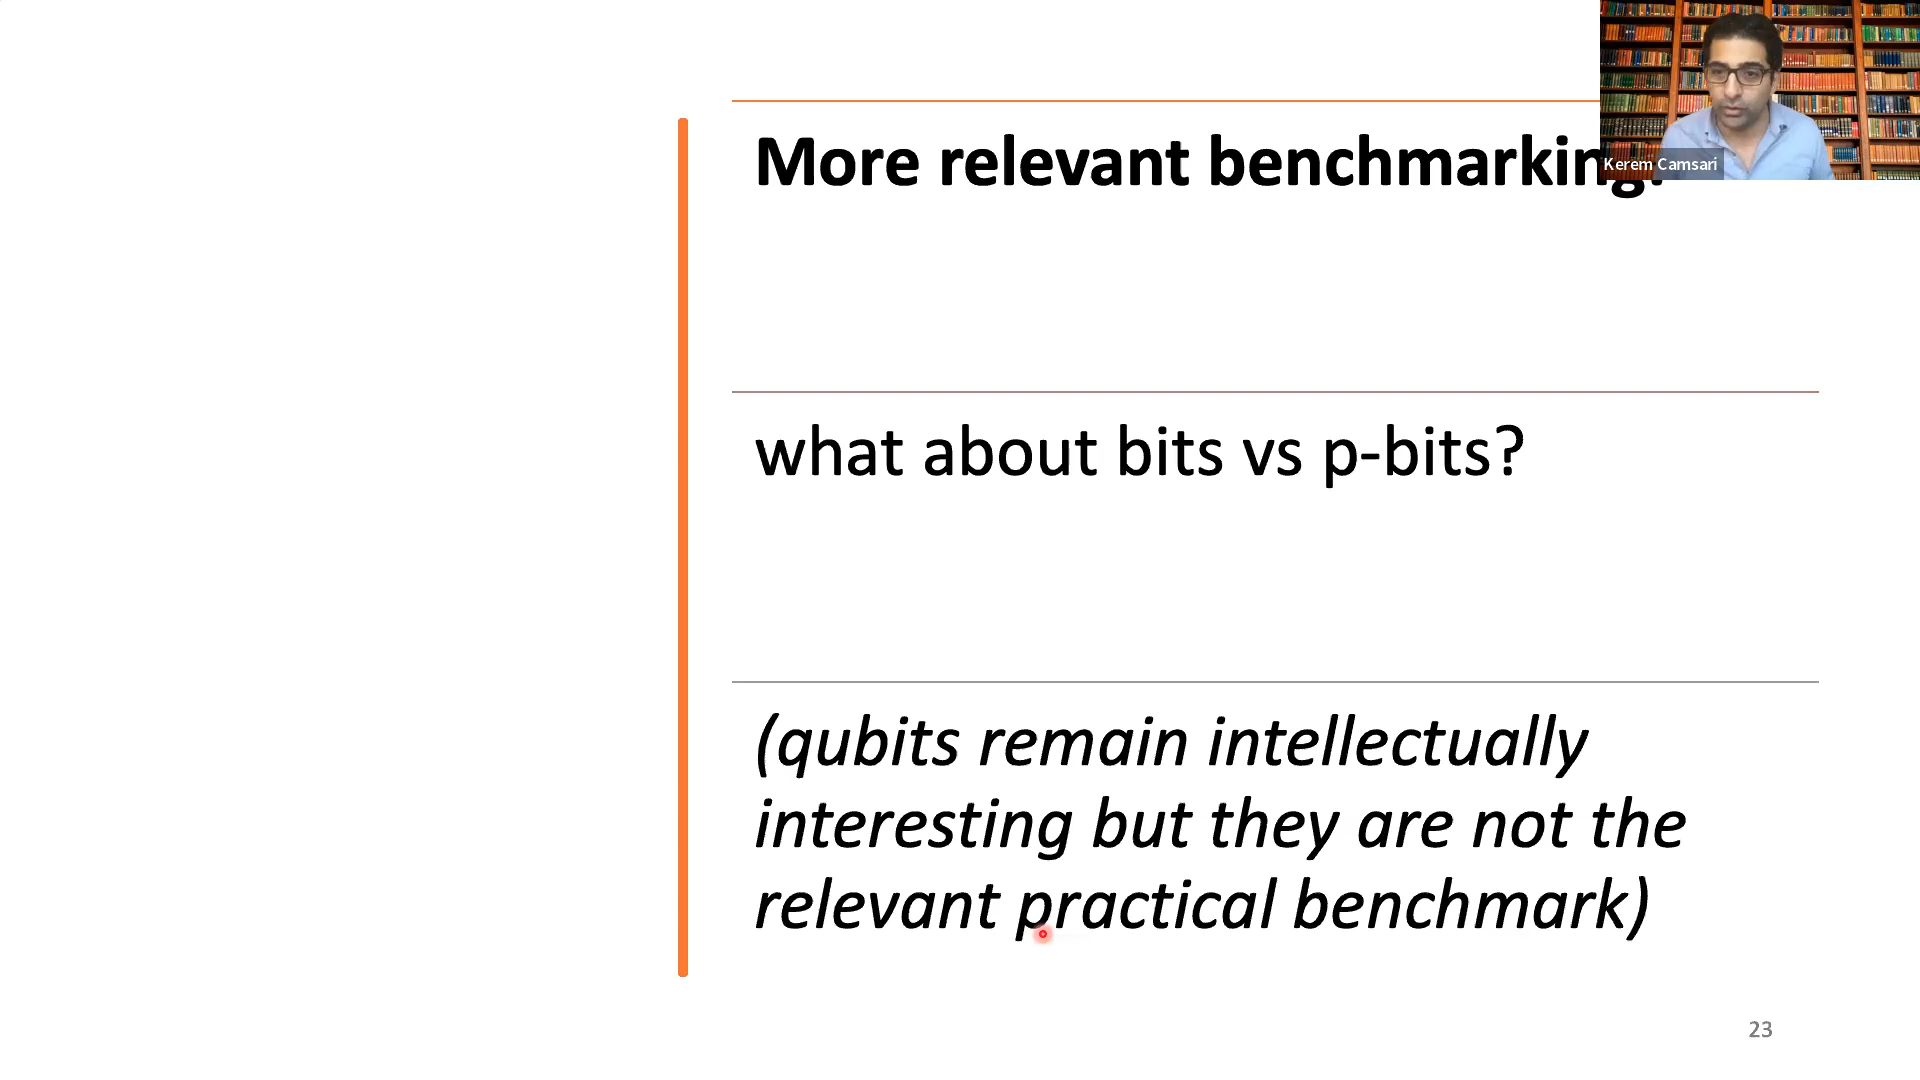 More relevant benchmarking:
Kerem Camsari
what about bits vs p-bits?
(qubits remain intellectually
interesting but they are not the
relevant practical benchmark)
23